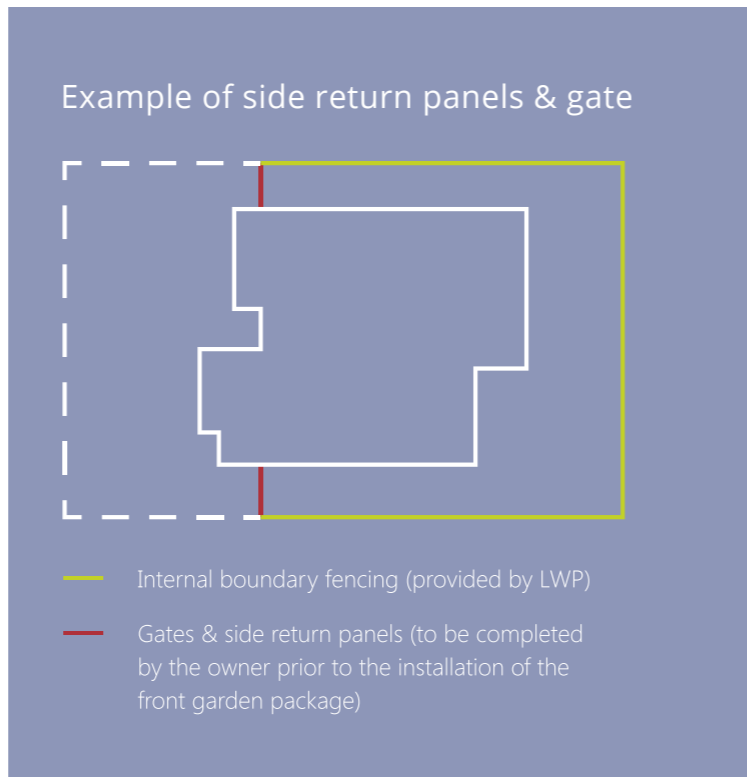 Example of side return panels & gate
Internal boundary fencing (provided by LWP)
Gates & side return panels (to be completed
by the owner prior to the installation of the
front garden package)